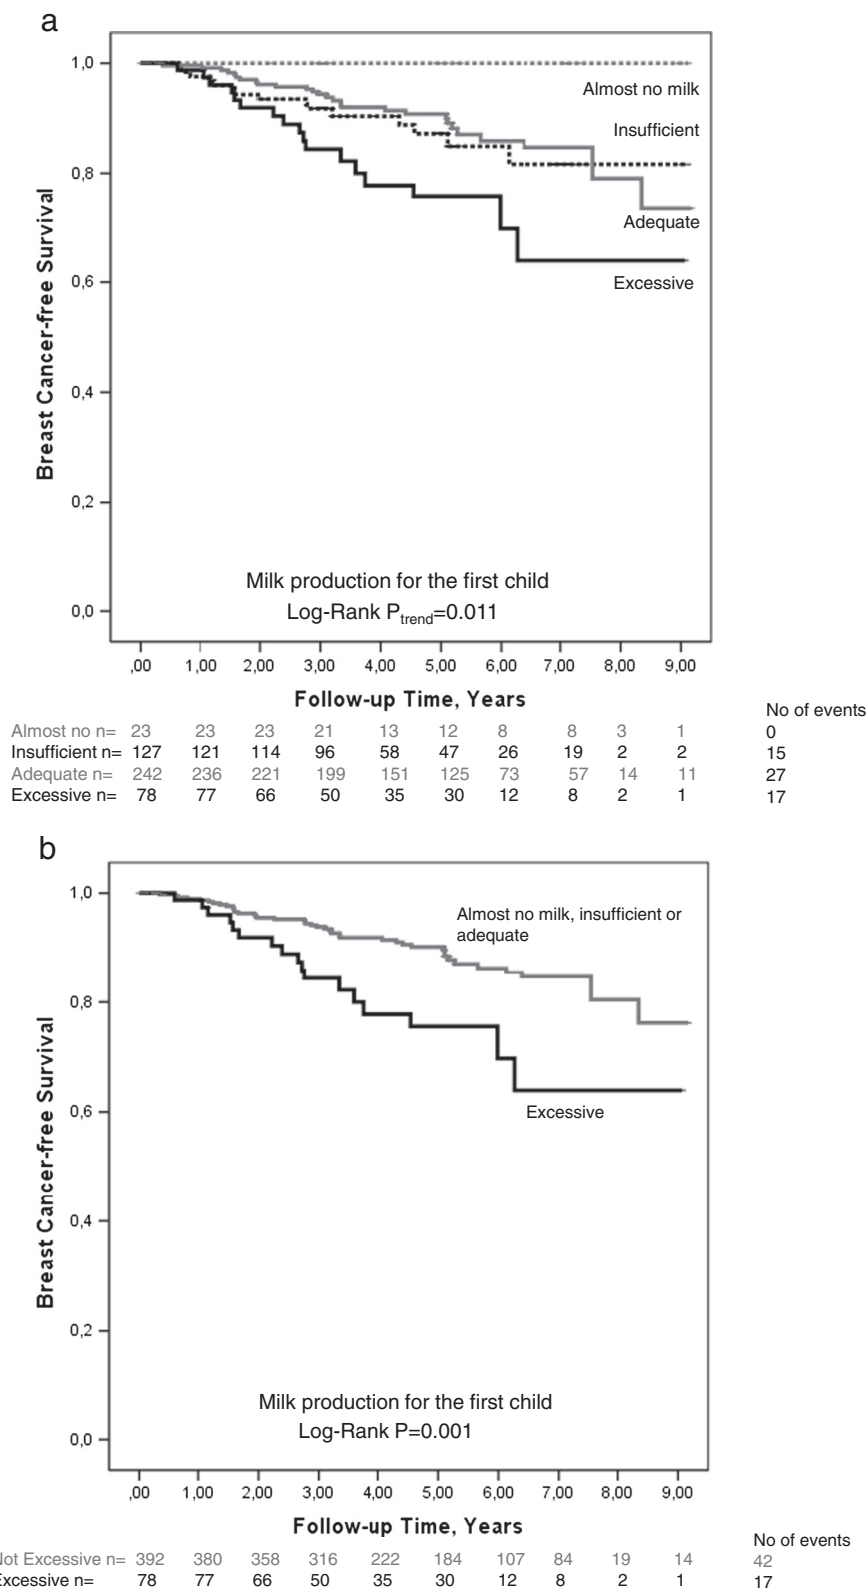 a
1,0
0,8
0,6
0,4
0,2
0,0
Breast Cancer-free Survival
Almost no milk
Insufficient
Adequate
Excessive
Milk production for the first child
Log-Rank Ptrend=0.011
,00 1,00 2,00 3,00 4,00 5,00 6,00 7,00 8,00 9,00
Follow-up Time, Years
No of events
Almost no n= 23 23 23 21 13 12 8 8 3 1 0
Insufficient n= 127 121 114 96 58 47 26 19 2 2 15
Adequate n= 242 236 221 199 151 125 73 57 14 11 27
Excessive n= 78 77 66 50 35 30 12 8 2 1 17
b
1,0
0,8
0,6
0,4
0,2
0,0
Breast Cancer-free Survival
Almost no milk, insufficient or
adequate
Excessive
Milk production for the first child
Log-Rank P=0.001
,00 1,00 2,00 3,00 4,00 5,00 6,00 7,00 8,00 9,00
Follow-up Time, Years
No of events
Not Excessive n= 392 380 358 316 222 184 107 84 19 14 42
Excessive n= 78 77 66 50 35 30 12 8 2 1 17